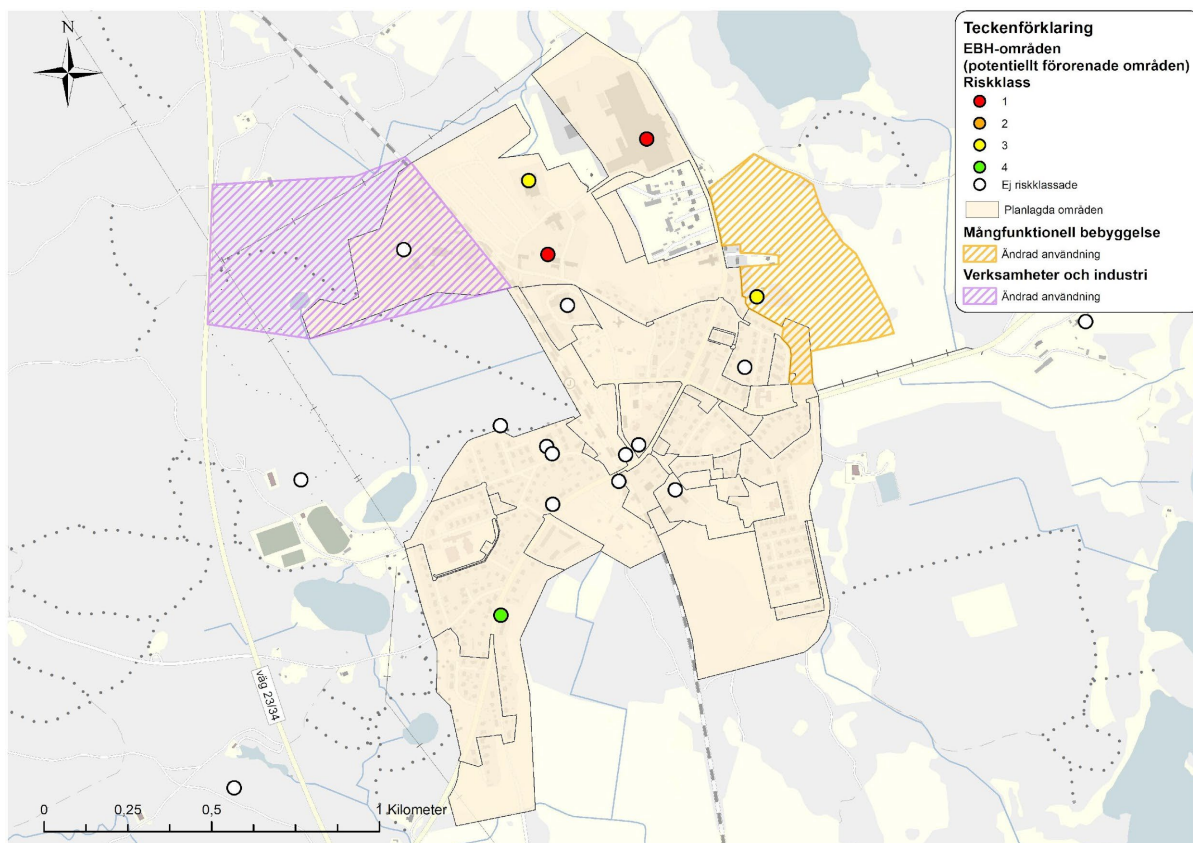 N
Teckenförklaring
EBH-områden
(potentiellt förorenade områden)
Riskklass
1
2
3
4
Ej riskklassade
Planlagda områden
Mångfunktionell bebyggelse
Ändrad användning
Verksamheter och industri
Ändrad användning
väg 23/34
0 0,25 0,5 1 Kilometer